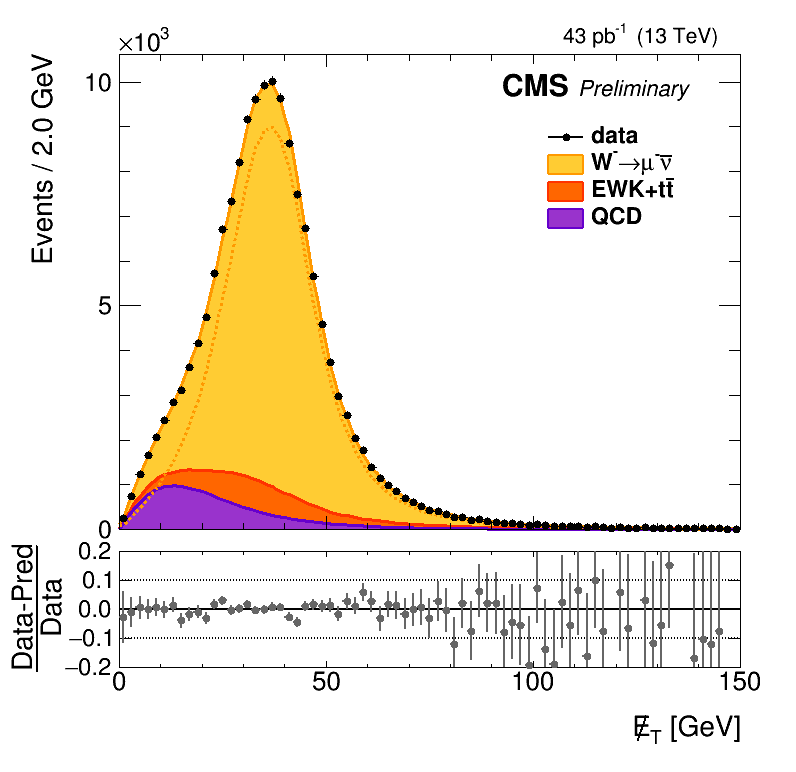 ×10³
43 pb⁻¹ (13 TeV)
Events / 2.0 GeV
10
5
0
CMS Preliminary
data
W⁻→μ⁻ν̄
EWK+tt̄
QCD
Data-Pred
Data
0.2
0.1
0.0
−0.1
−0.2
0 50 100 150
E̸_T [GeV]